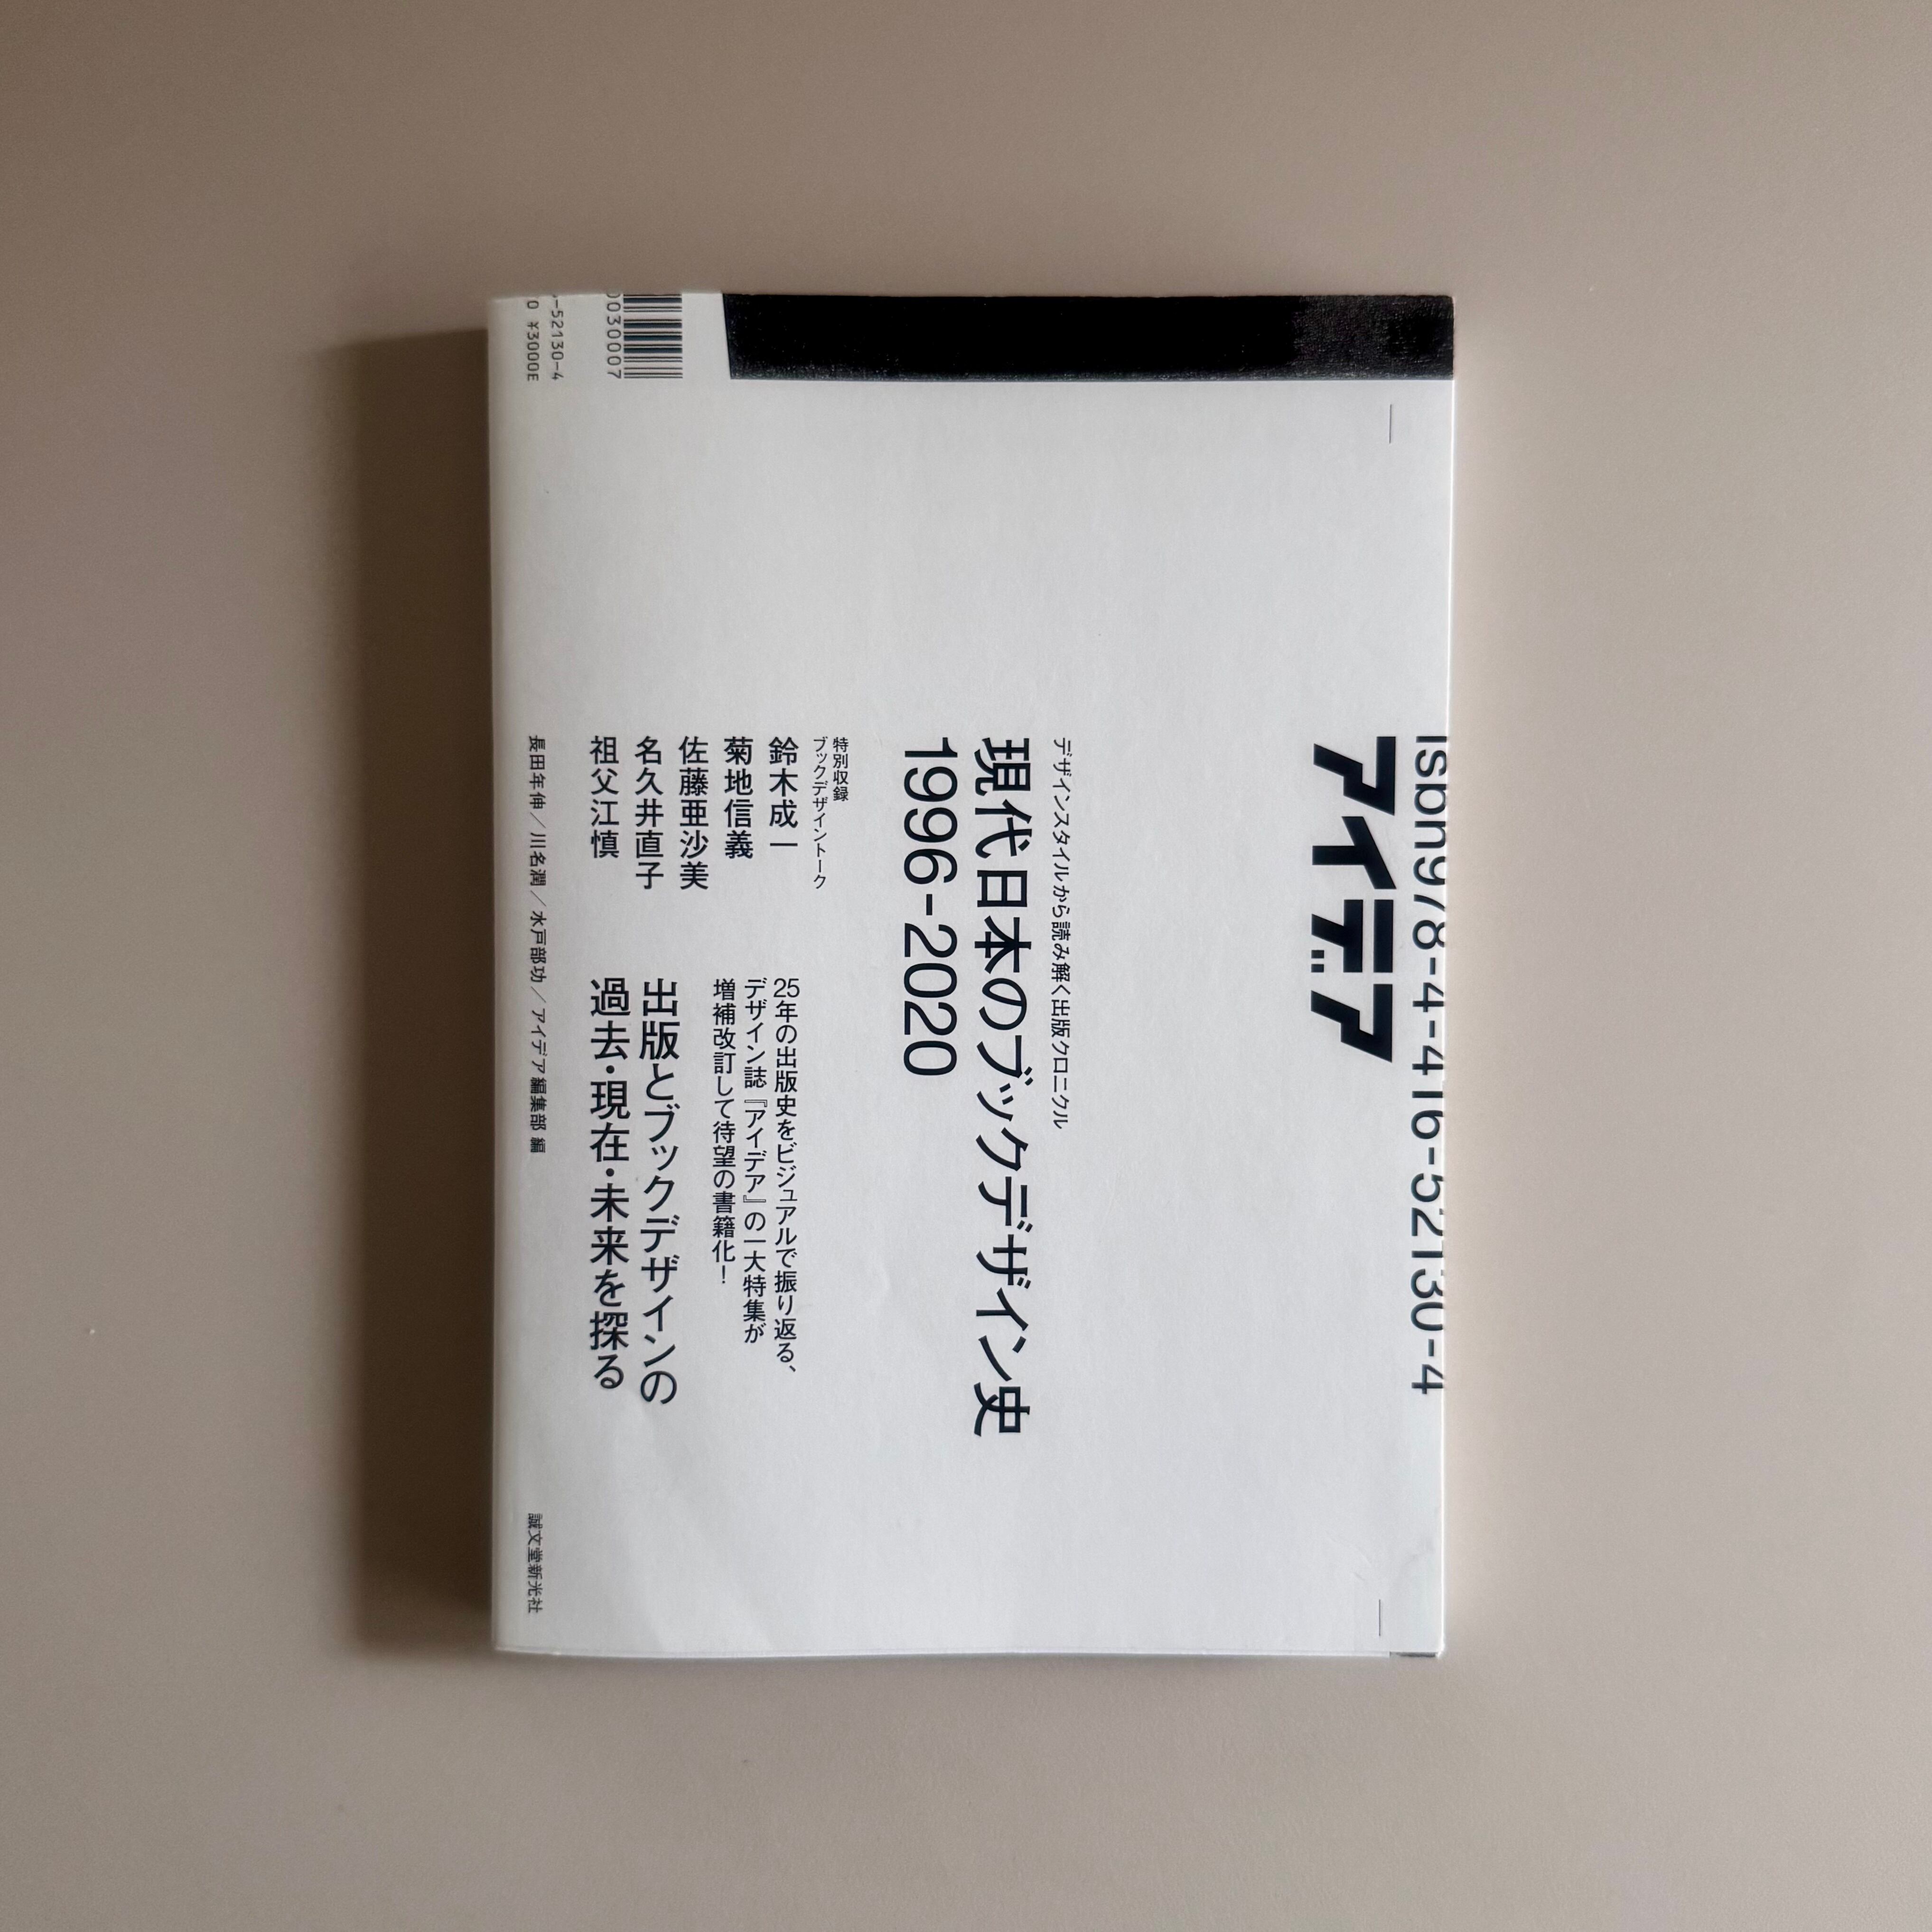 isbn978-4-416-52130-4
アイデア
デザインスタイルから読み解く出版クロニクル
現代日本のブックデザイン史
1996-2020
特別収録
ブックデザイントーク
鈴木成一
菊地信義
佐藤亜沙美
名久井直子
祖父江慎
25年の出版史をビジュアルで振り返る、
デザイン誌『アイデア』の一大特集が
増補改訂して待望の書籍化！
出版とブックデザインの
過去・現在・未来を探る
長田年伸／川名潤／水戸部功／アイデア編集部 編
誠文堂新光社
0030007
-52130-4
0 ¥3000E